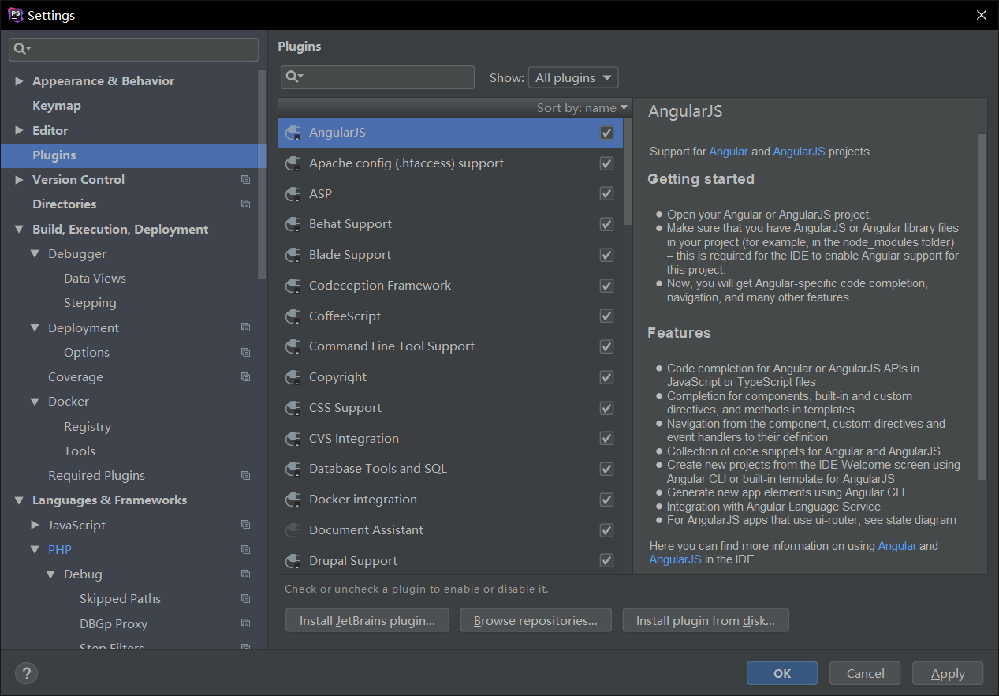 PS Settings
Appearance & Behavior
Keymap
Editor
Plugins
Version Control
Directories
Build, Execution, Deployment
Debugger
Data Views
Stepping
Deployment
Options
Coverage
Docker
Registry
Tools
Required Plugins
Languages & Frameworks
JavaScript
PHP
Debug
Skipped Paths
DBGp Proxy
Step Filters
Plugins
Show: All plugins
Sort by: name
AngularJS
Apache config (.htaccess) support
ASP
Behat Support
Blade Support
Codeception Framework
CoffeeScript
Command Line Tool Support
Copyright
CSS Support
CVS Integration
Database Tools and SQL
Docker integration
Document Assistant
Drupal Support
AngularJS
Support for Angular and AngularJS projects.
Getting started
Open your Angular or AngularJS project.
Make sure that you have AngularJS or Angular library files
in your project (for example, in the node_modules folder)
– this is required for the IDE to enable Angular support for
this project.
Now, you will get Angular-specific code completion,
navigation, and many other features.
Features
Code completion for Angular or AngularJS APIs in
JavaScript or TypeScript files
Completion for components, built-in and custom
directives, and methods in templates
Navigation from the component, custom directives and
event handlers to their definition
Collection of code snippets for Angular and AngularJS
Create new projects from the IDE Welcome screen using
Angular CLI or built-in template for AngularJS
Generate new app elements using Angular CLI
Integration with Angular Language Service
For AngularJS apps that use ui-router, see state diagram
Here you can find more information on using Angular and
AngularJS in the IDE.
Check or uncheck a plugin to enable or disable it.
Install JetBrains plugin...
Browse repositories...
Install plugin from disk...
?
OK
Cancel
Apply